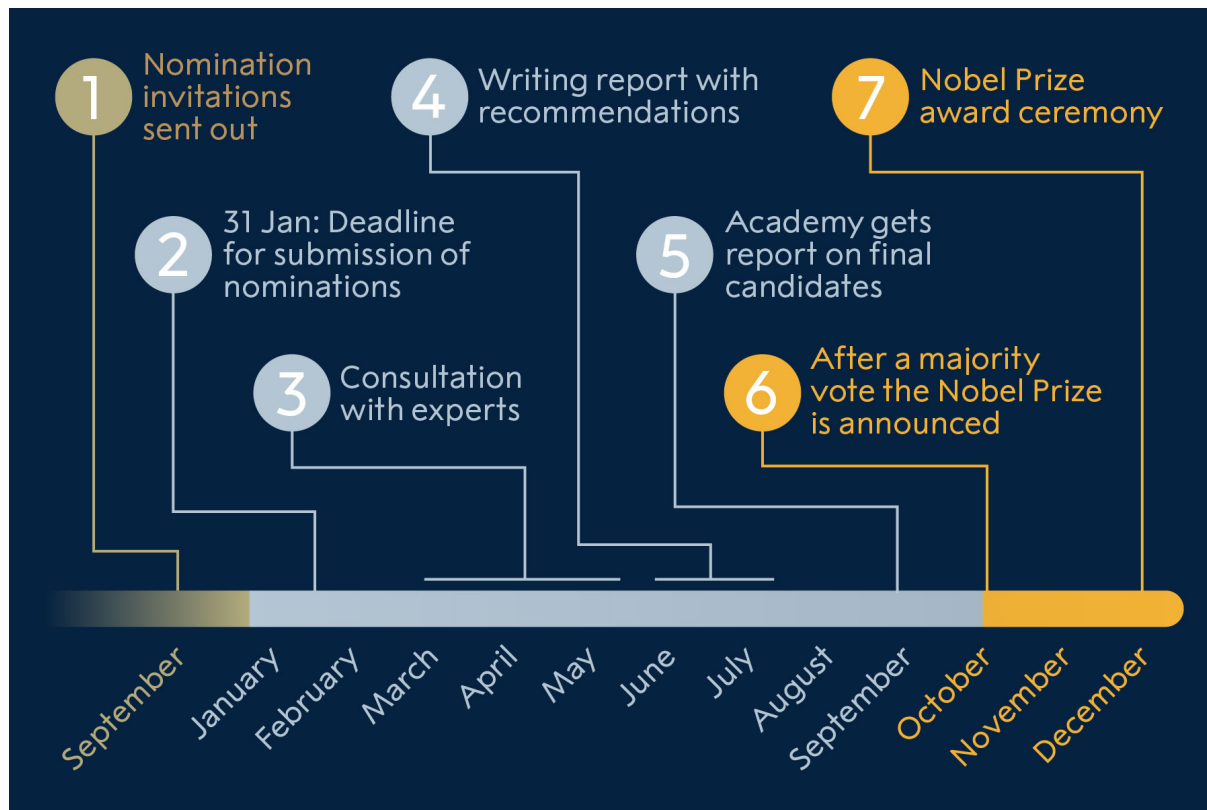 1
Nomination
invitations
sent out
2
31 Jan: Deadline
for submission of
nominations
3
Consultation
with experts
4
Writing report with
recommendations
5
Academy gets
report on final
candidates
6
After a majority
vote the Nobel Prize
is announced
7
Nobel Prize
award ceremony
September
January
February
March
April
May
June
July
August
September
October
November
December